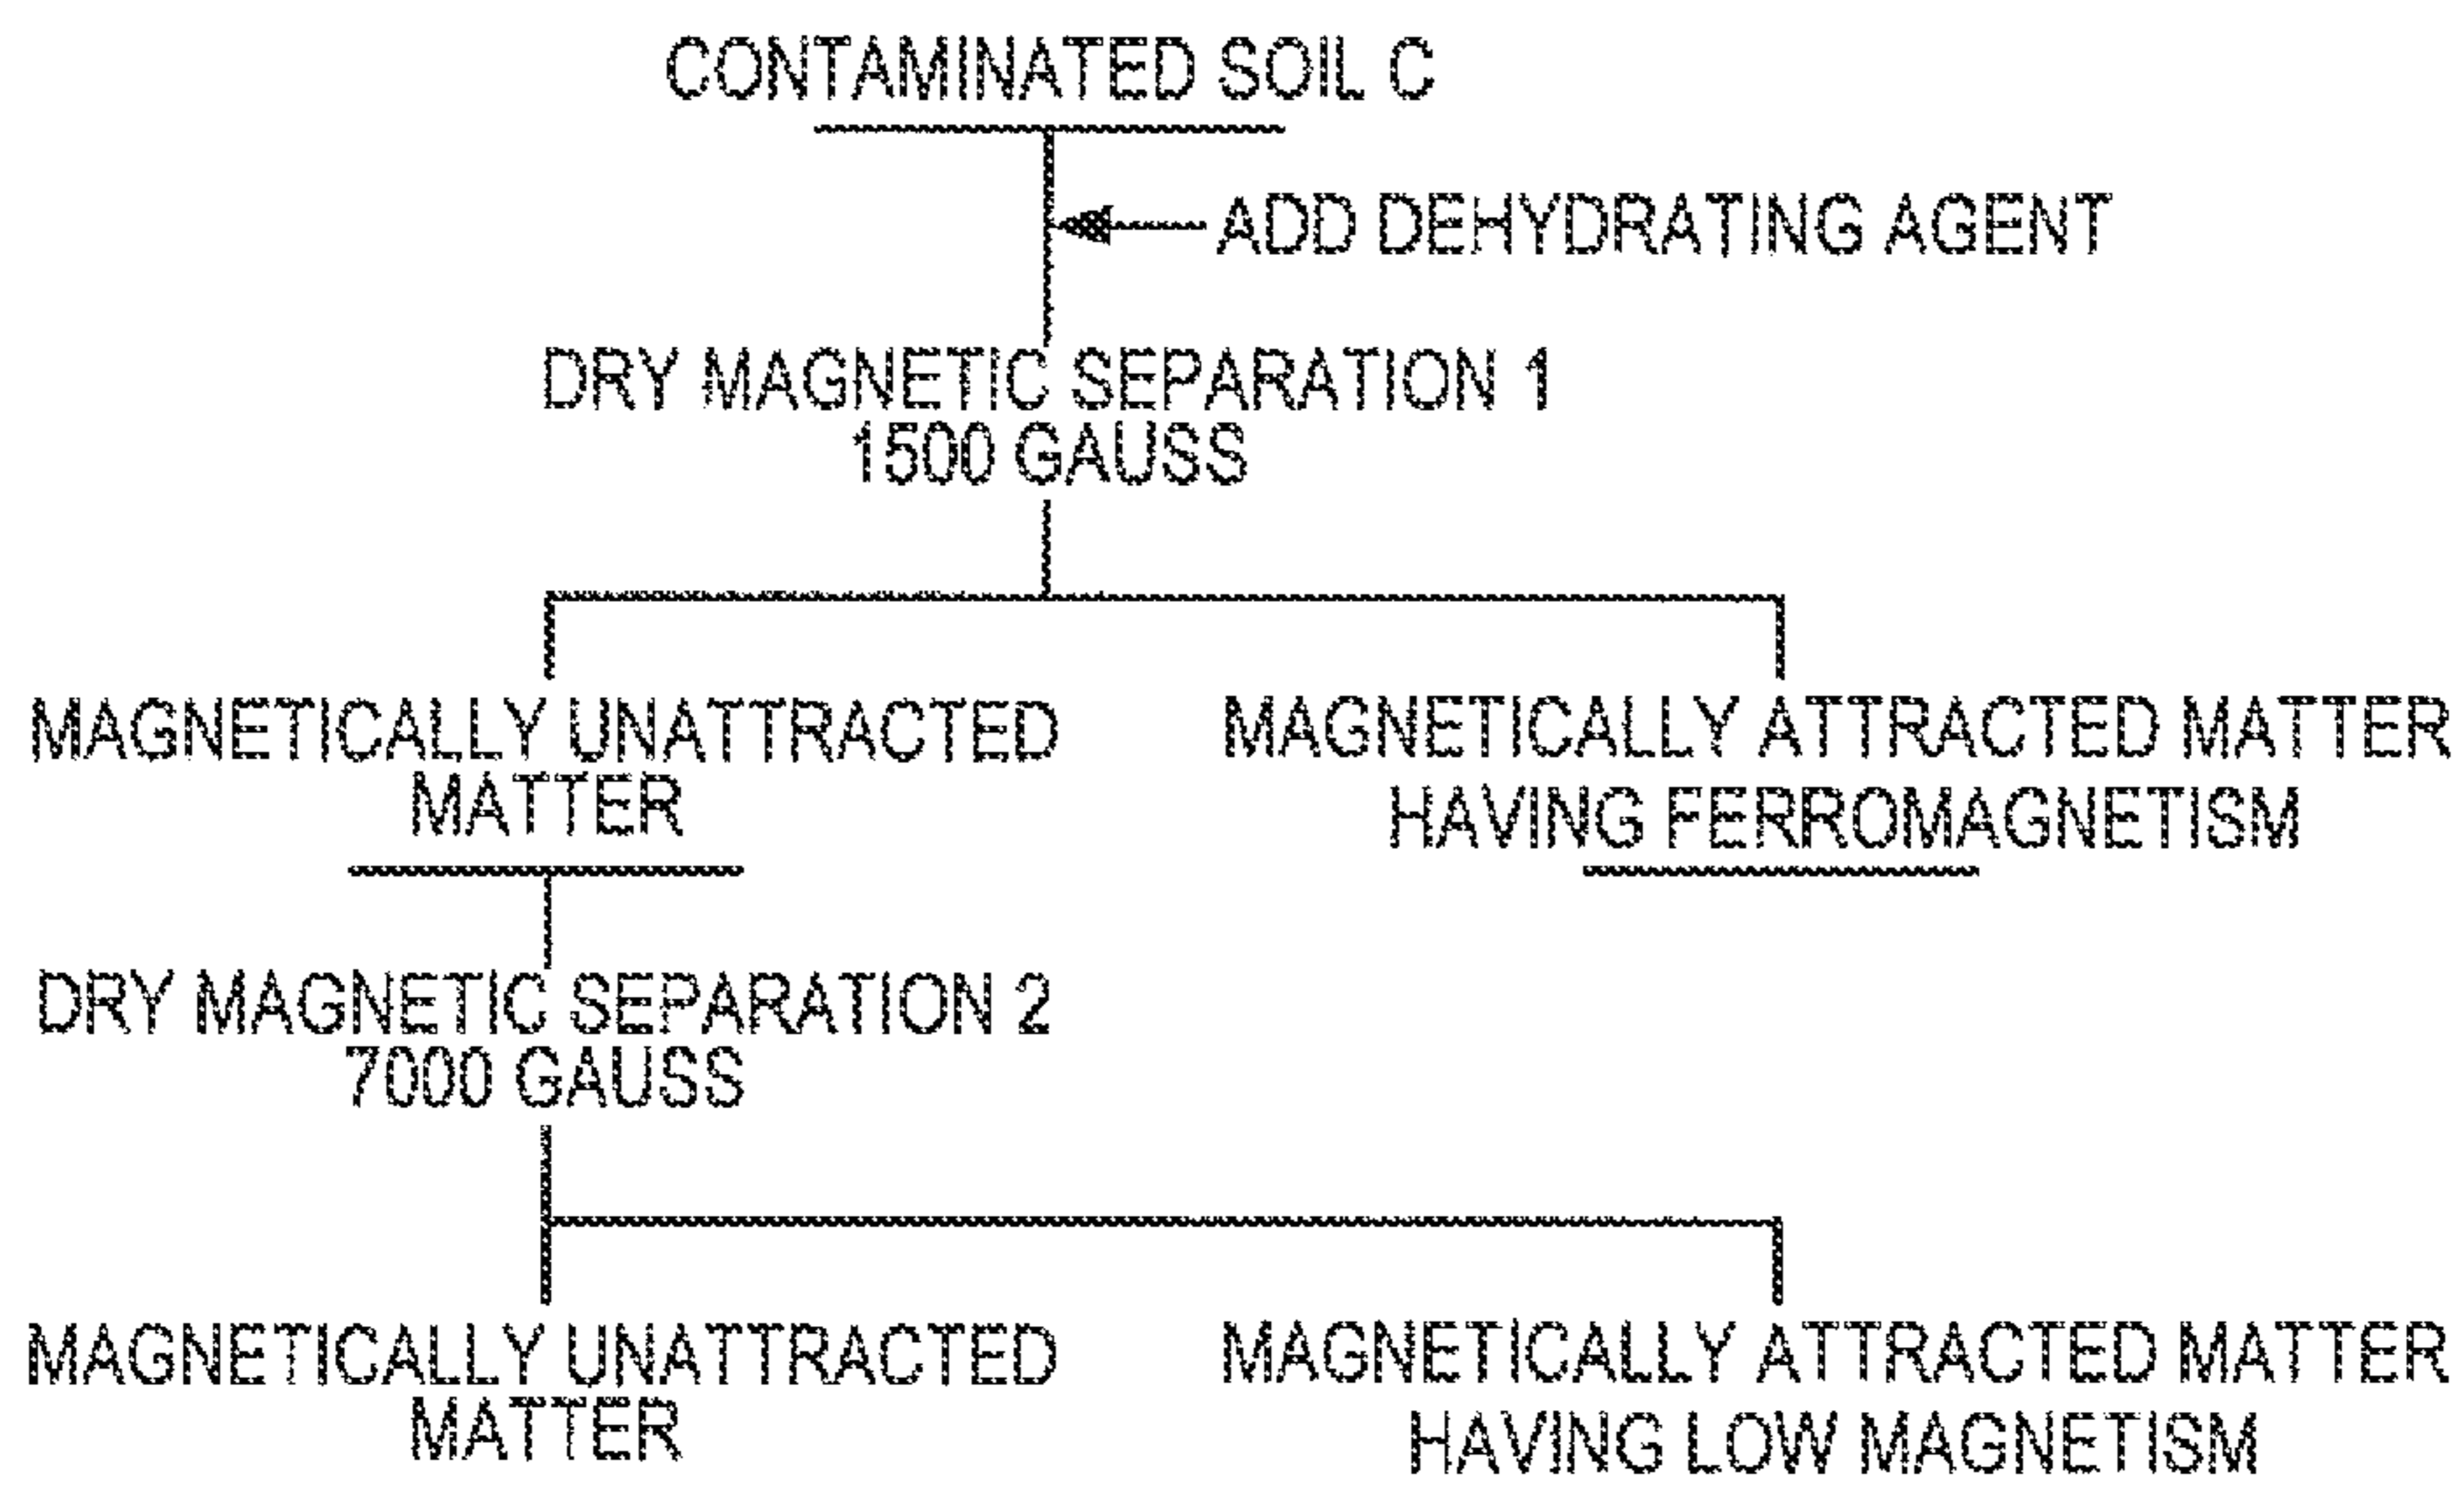 CONTAMINATED SOIL C
ADD DEHYDRATING AGENT
DRY MAGNETIC SEPARATION 1
1500 GAUSS
MAGNETICALLY UNATTRACTED
MATTER
MAGNETICALLY ATTRACTED MATTER
HAVING FERROMAGNETISM
DRY MAGNETIC SEPARATION 2
7000 GAUSS
MAGNETICALLY UNATTRACTED
MATTER
MAGNETICALLY ATTRACTED MATTER
HAVING LOW MAGNETISM